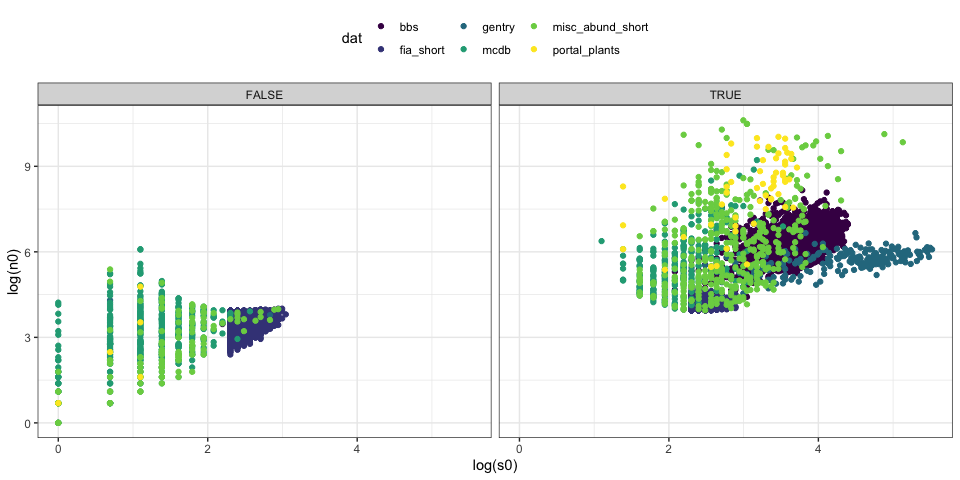 dat
bbs
gentry
misc_abund_short
fia_short
mcdb
portal_plants
FALSE
TRUE
log(n0)
9
6
3
0
0
2
4
0
2
4
log(s0)